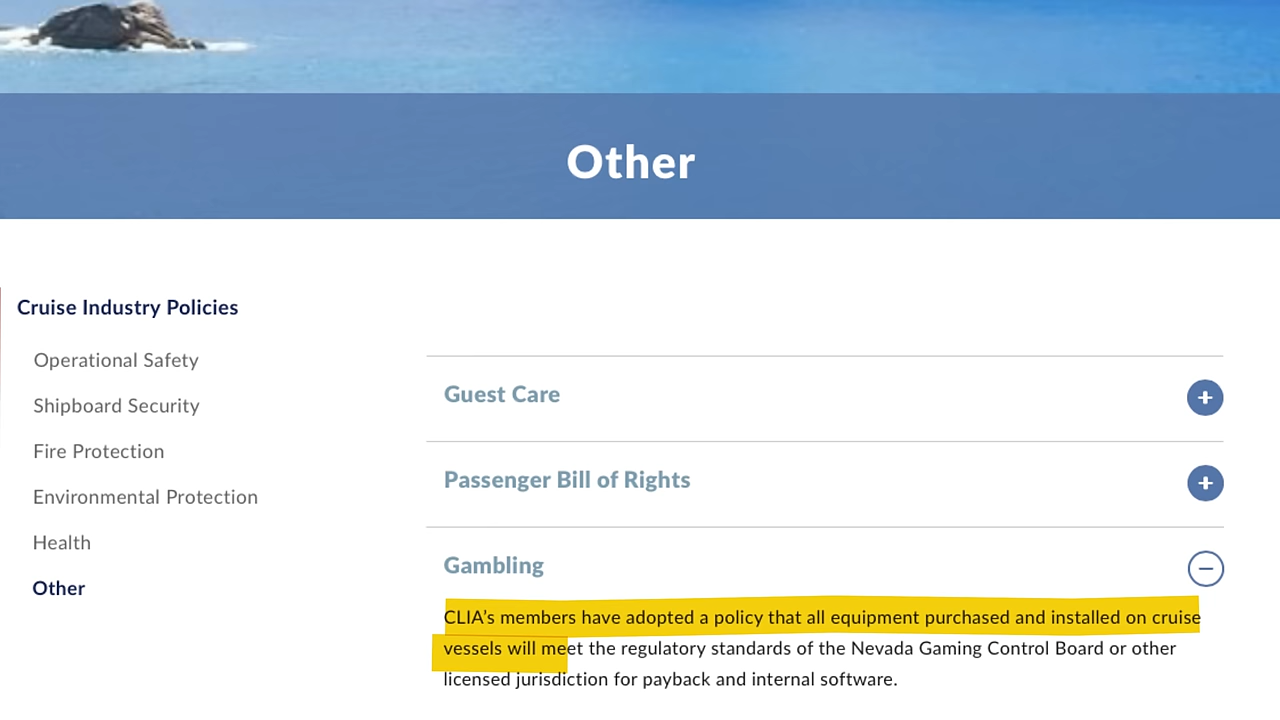 Other
Cruise Industry Policies
Operational Safety
Shipboard Security
Fire Protection
Environmental Protection
Health
Other
Guest Care
Passenger Bill of Rights
Gambling
CLIA’s members have adopted a policy that all equipment purchased and installed on cruise
vessels will meet the regulatory standards of the Nevada Gaming Control Board or other
licensed jurisdiction for payback and internal software.